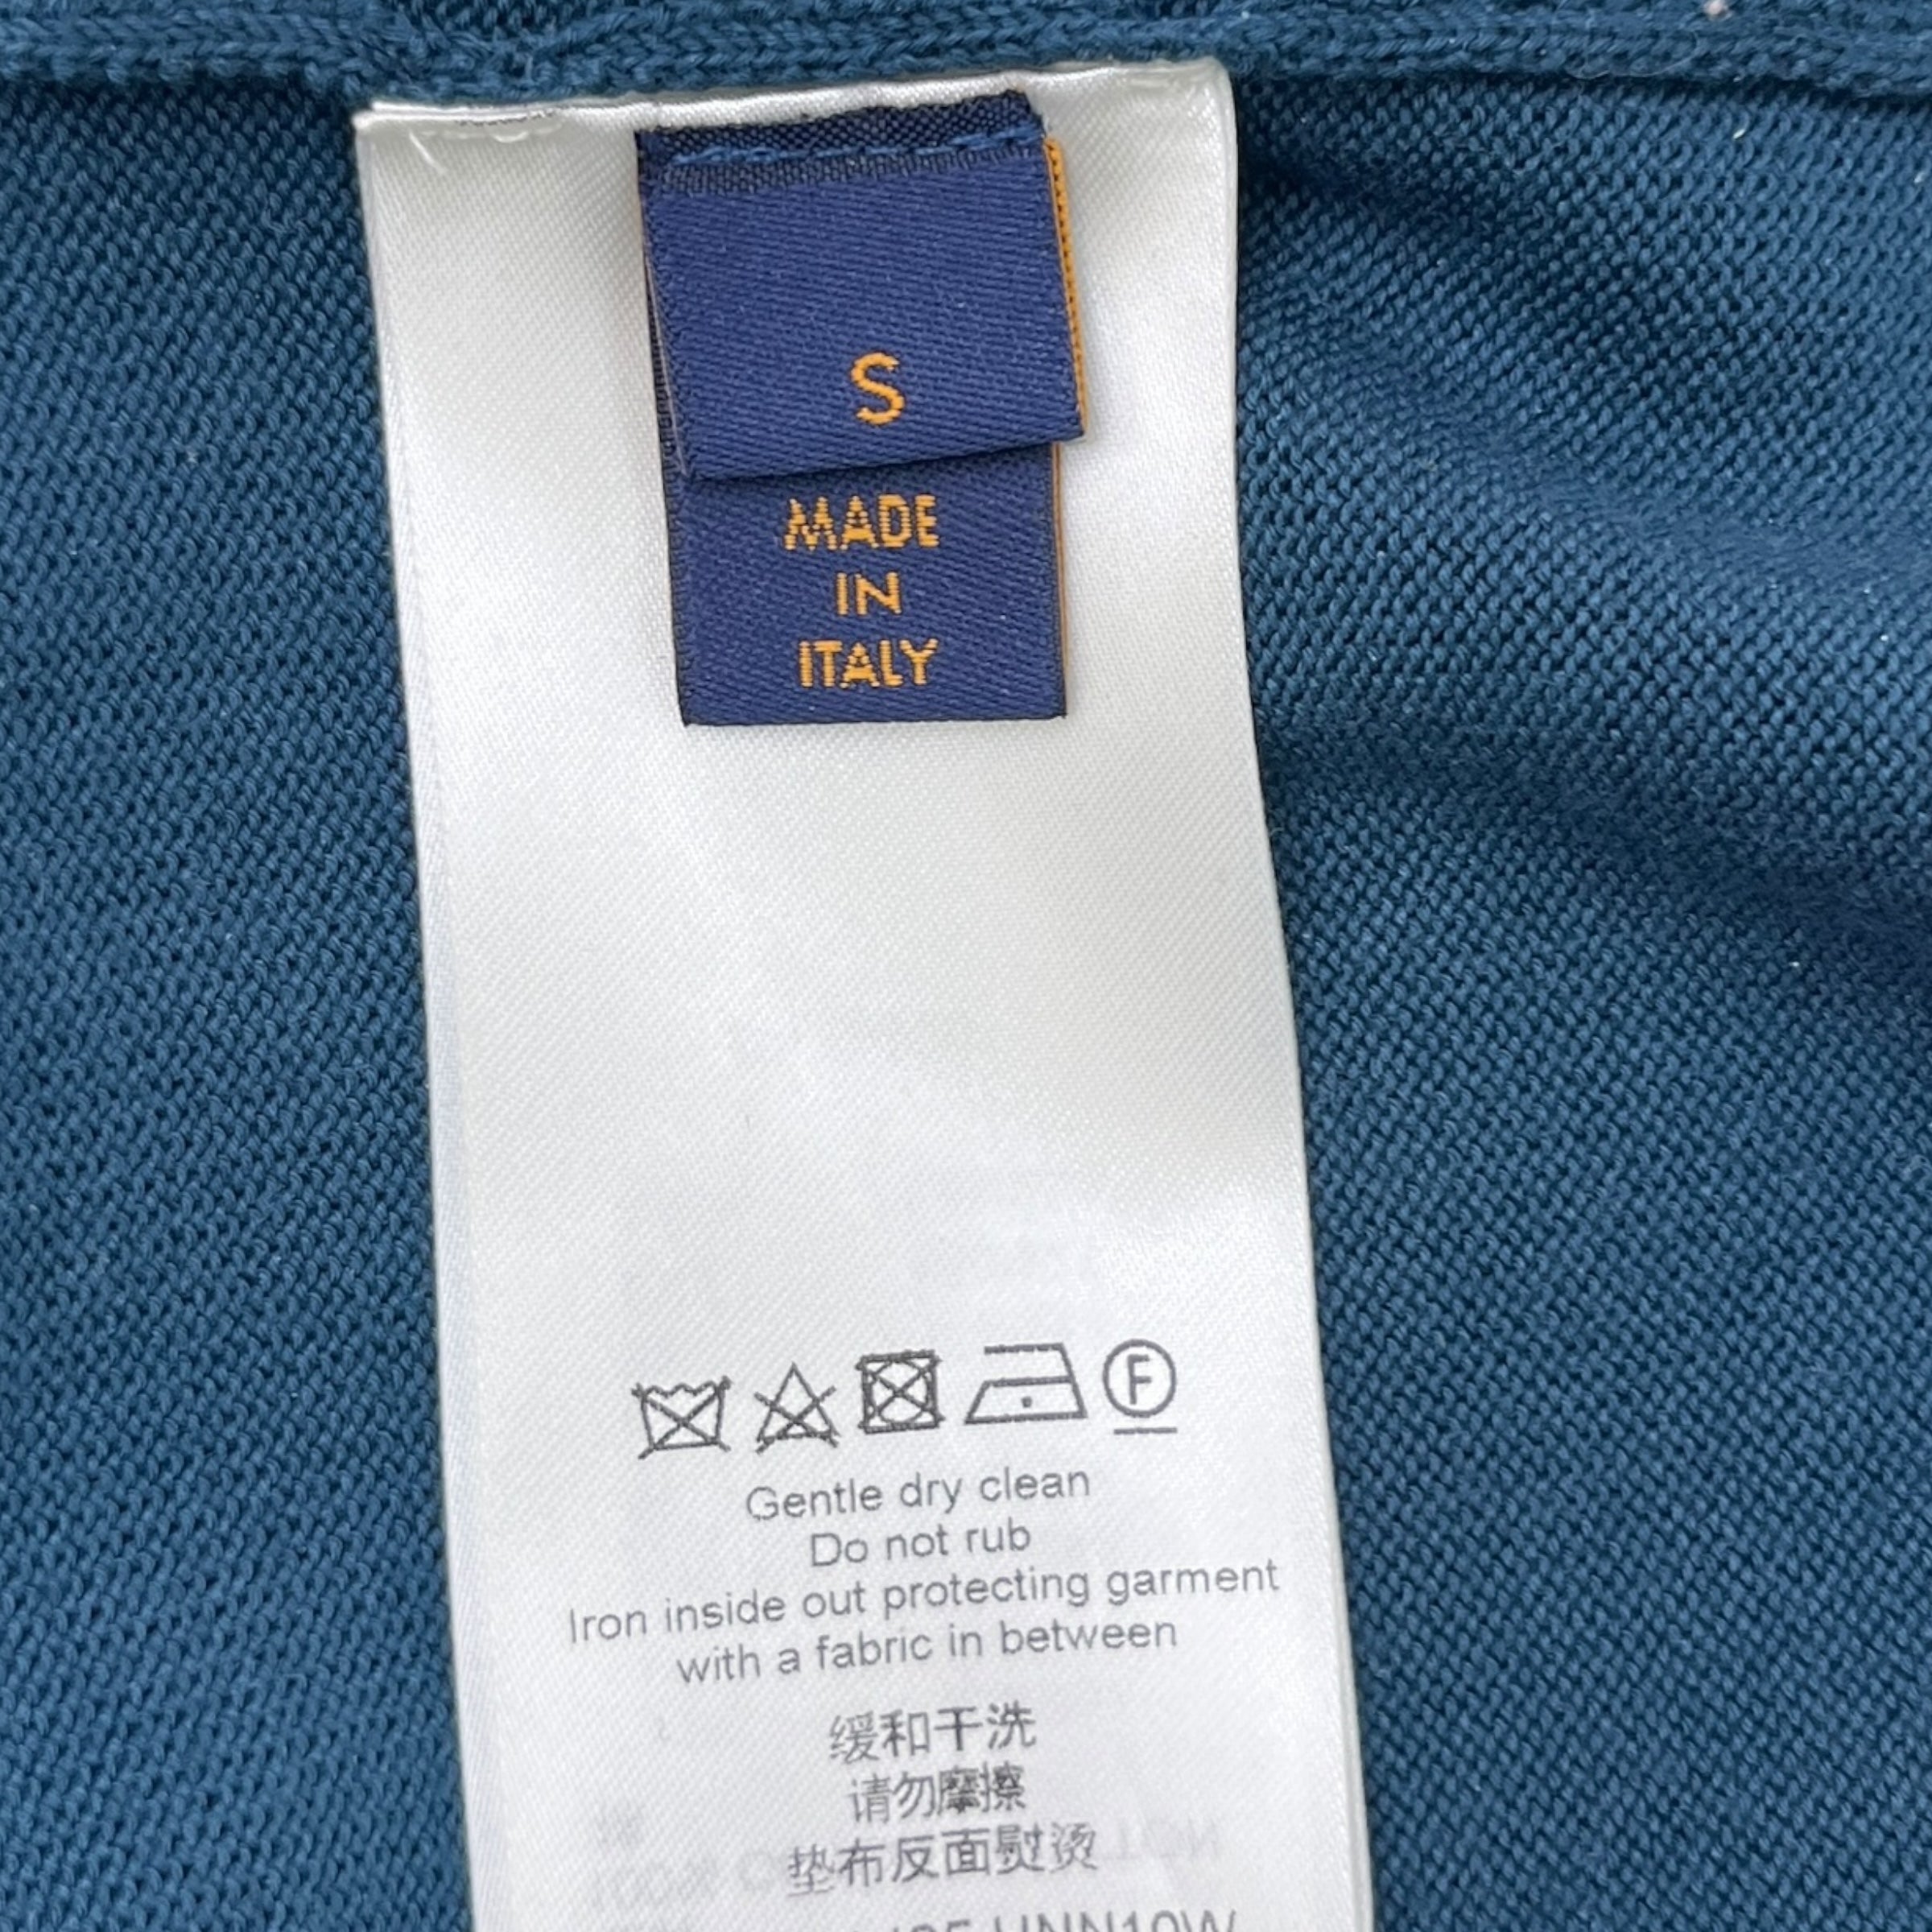 S
MADE
IN
ITALY
F
Gentle dry clean
Do not rub
Iron inside out protecting garment
with a fabric in between
缓和干洗
请勿摩擦
垫布反面熨烫